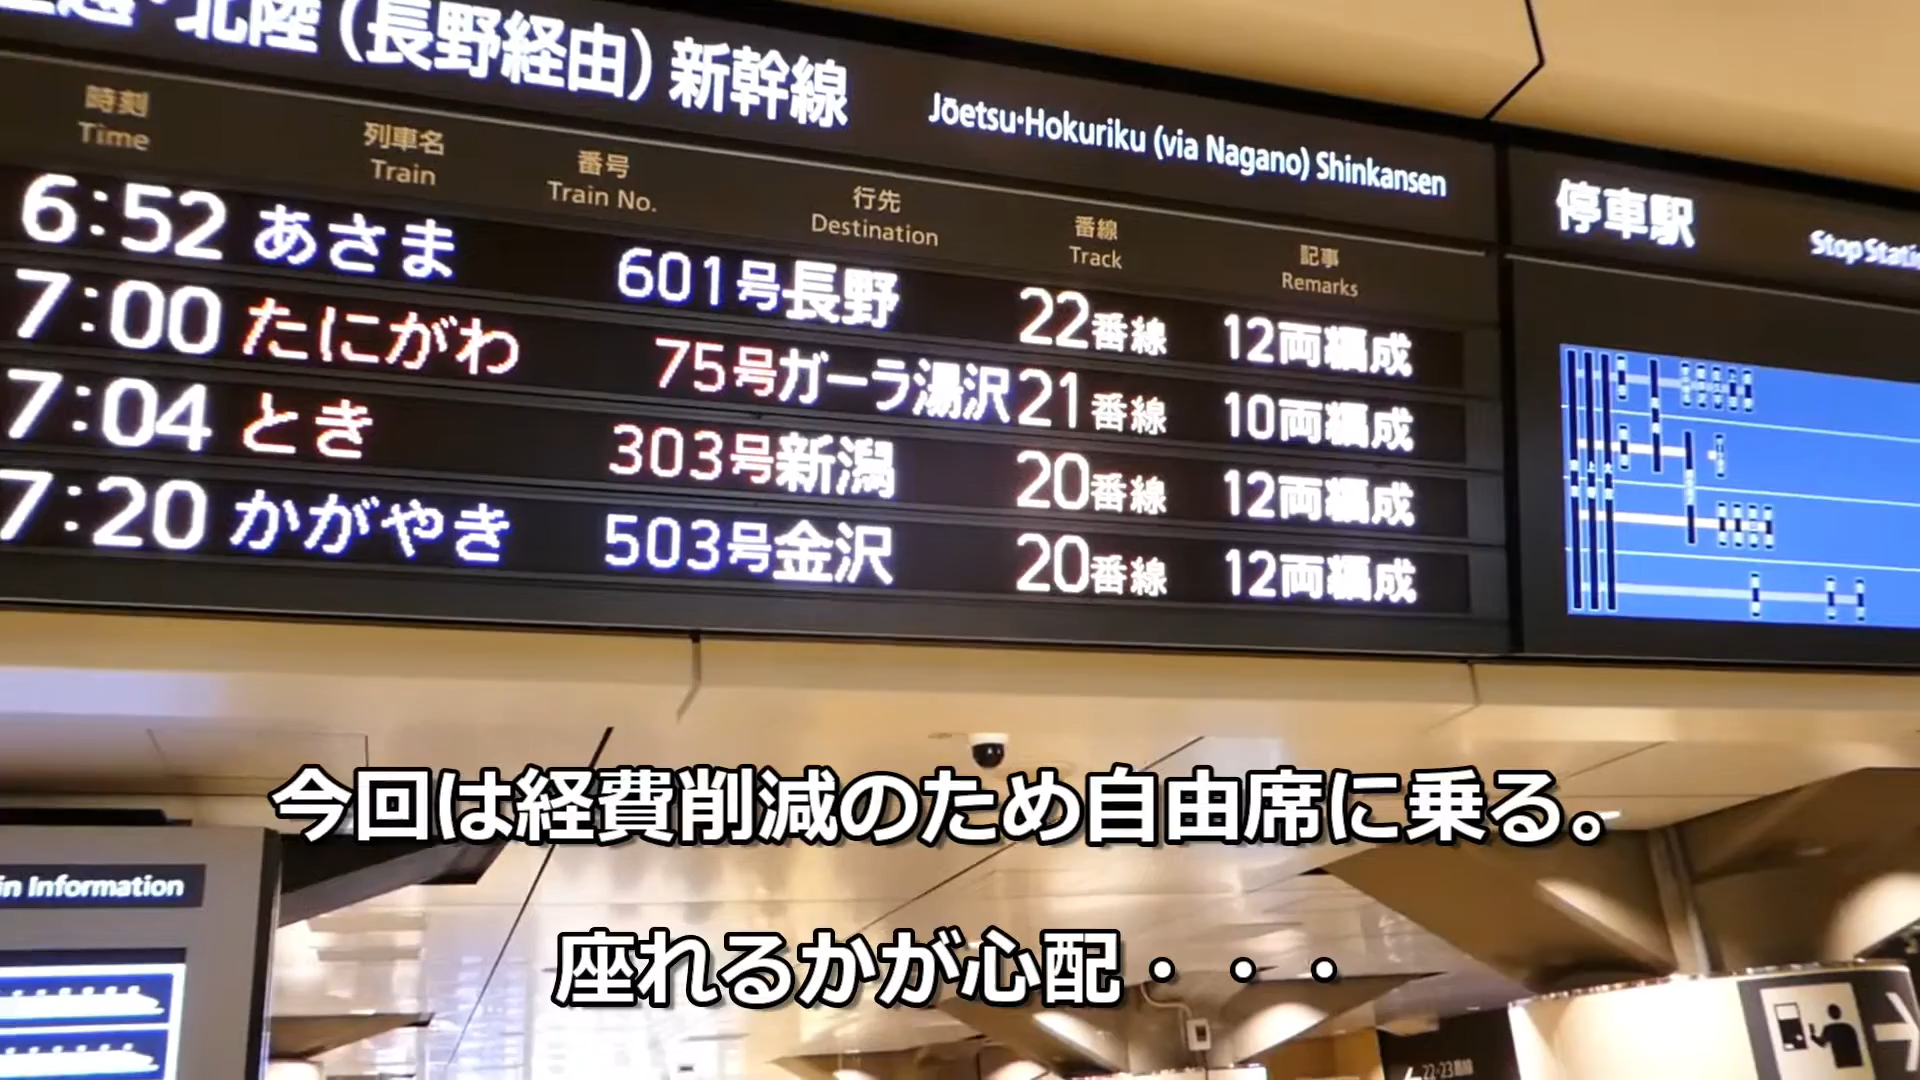 北陸(長野経由)新幹線
Jōetsu·Hokuriku (via Nagano) Shinkansen
停車駅
時刻 列車名 番号 行先 番線 記事
Time Train Train No. Destination Track Remarks
6:52 あさま 601号 長野 22番線 12両編成
7:00 たにがわ 75号 ガーラ湯沢 21番線 10両編成
7:04 とき 303号 新潟 20番線 12両編成
7:20 かがやき 503号 金沢 20番線 12両編成
今回は経費削減のため自由席に乗る。
Information
座れるかが心配・・・
22·23番線